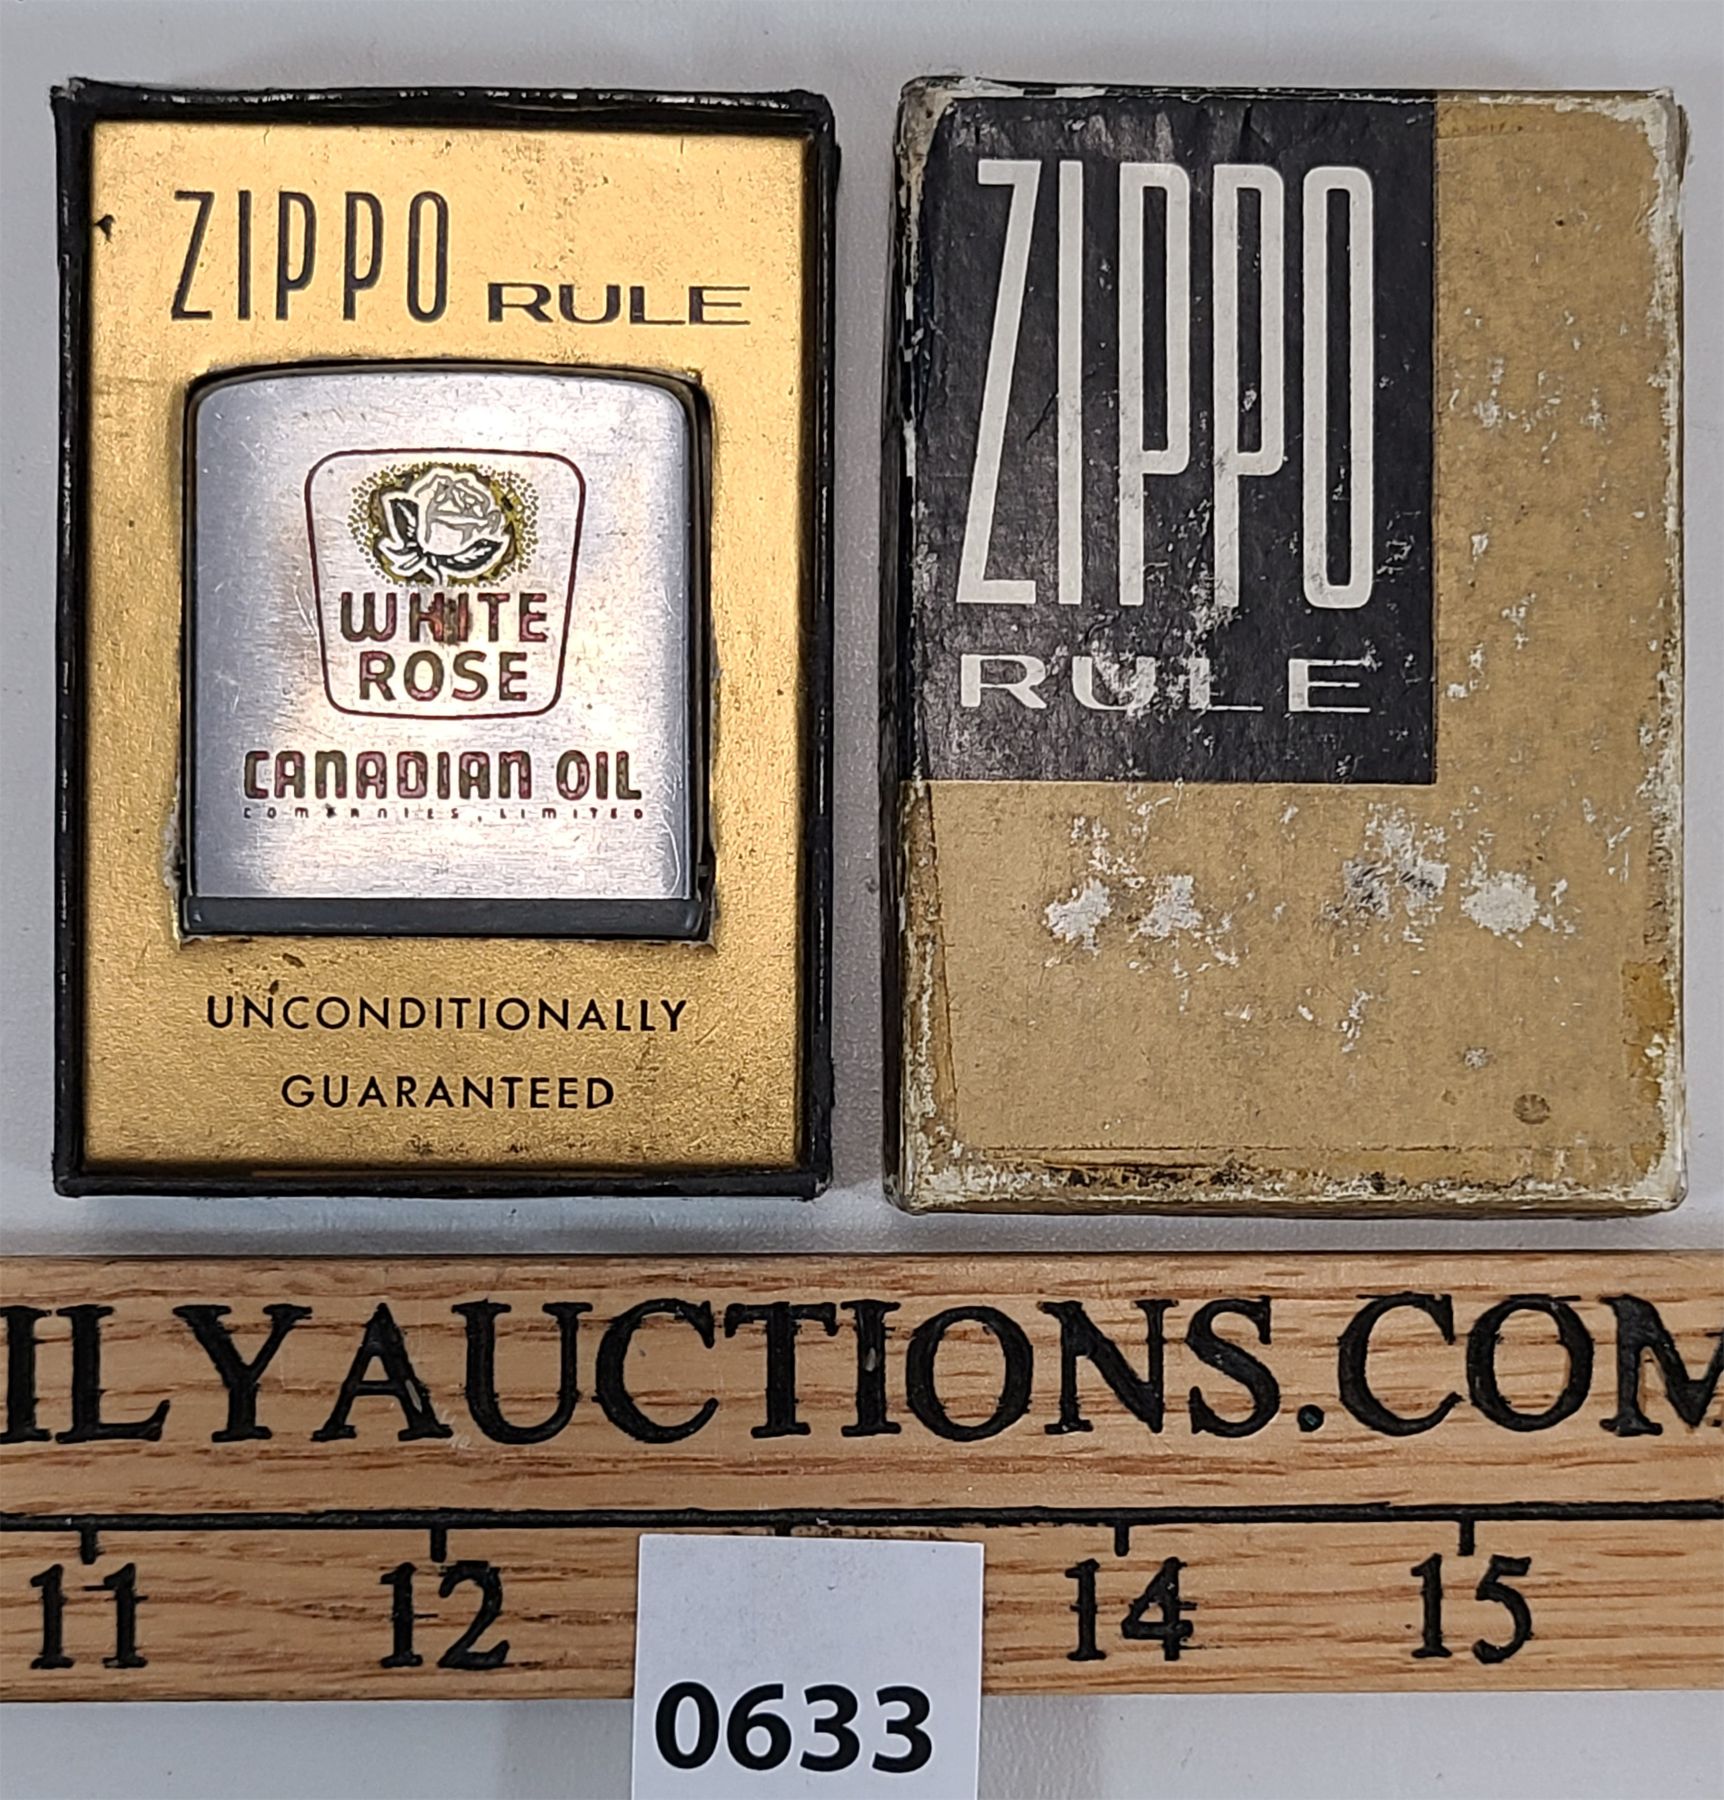 ZIPPO RULE
WHITE
ROSE
CANADIAN OIL
COMPANIES, LIMITED
UNCONDITIONALLY
GUARANTEED
ZIPPO
RULE
ILYAUCTIONS.COM
11 12 14 15
0633